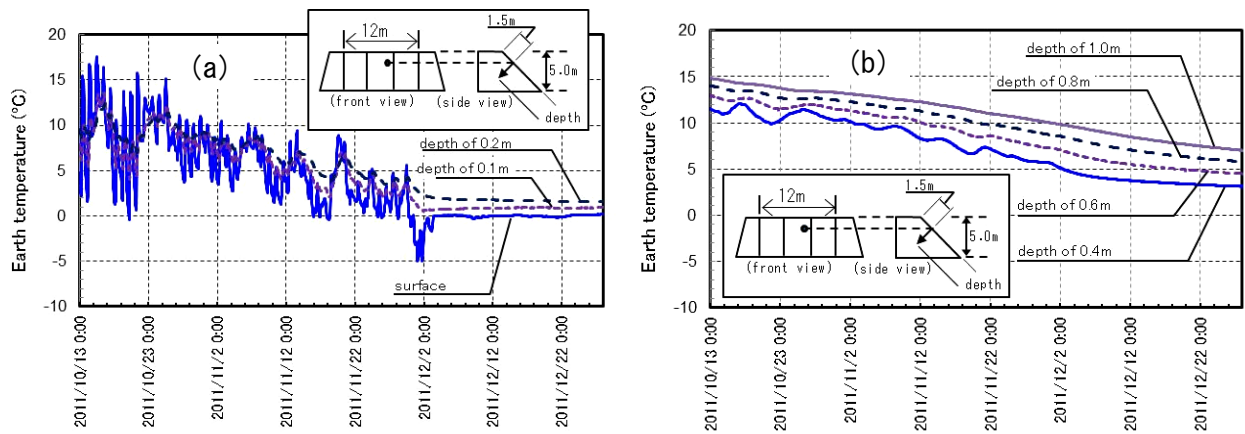 (a)
Earth temperature (℃)
20
15
10
5
0
-5
-10
12m
1.5m
5.0m
(front view)
(side view)
depth
depth of 0.2m
depth of 0.1m
surface
2011/10/13 0:00
2011/10/23 0:00
2011/11/2 0:00
2011/11/12 0:00
2011/11/22 0:00
2011/12/2 0:00
2011/12/12 0:00
2011/12/22 0:00
(b)
Earth temperature (℃)
20
15
10
5
0
-5
-10
depth of 1.0m
depth of 0.8m
12m
1.5m
5.0m
(front view)
(side view)
depth
depth of 0.6m
depth of 0.4m
2011/10/13 0:00
2011/10/23 0:00
2011/11/2 0:00
2011/11/12 0:00
2011/11/22 0:00
2011/12/2 0:00
2011/12/12 0:00
2011/12/22 0:00